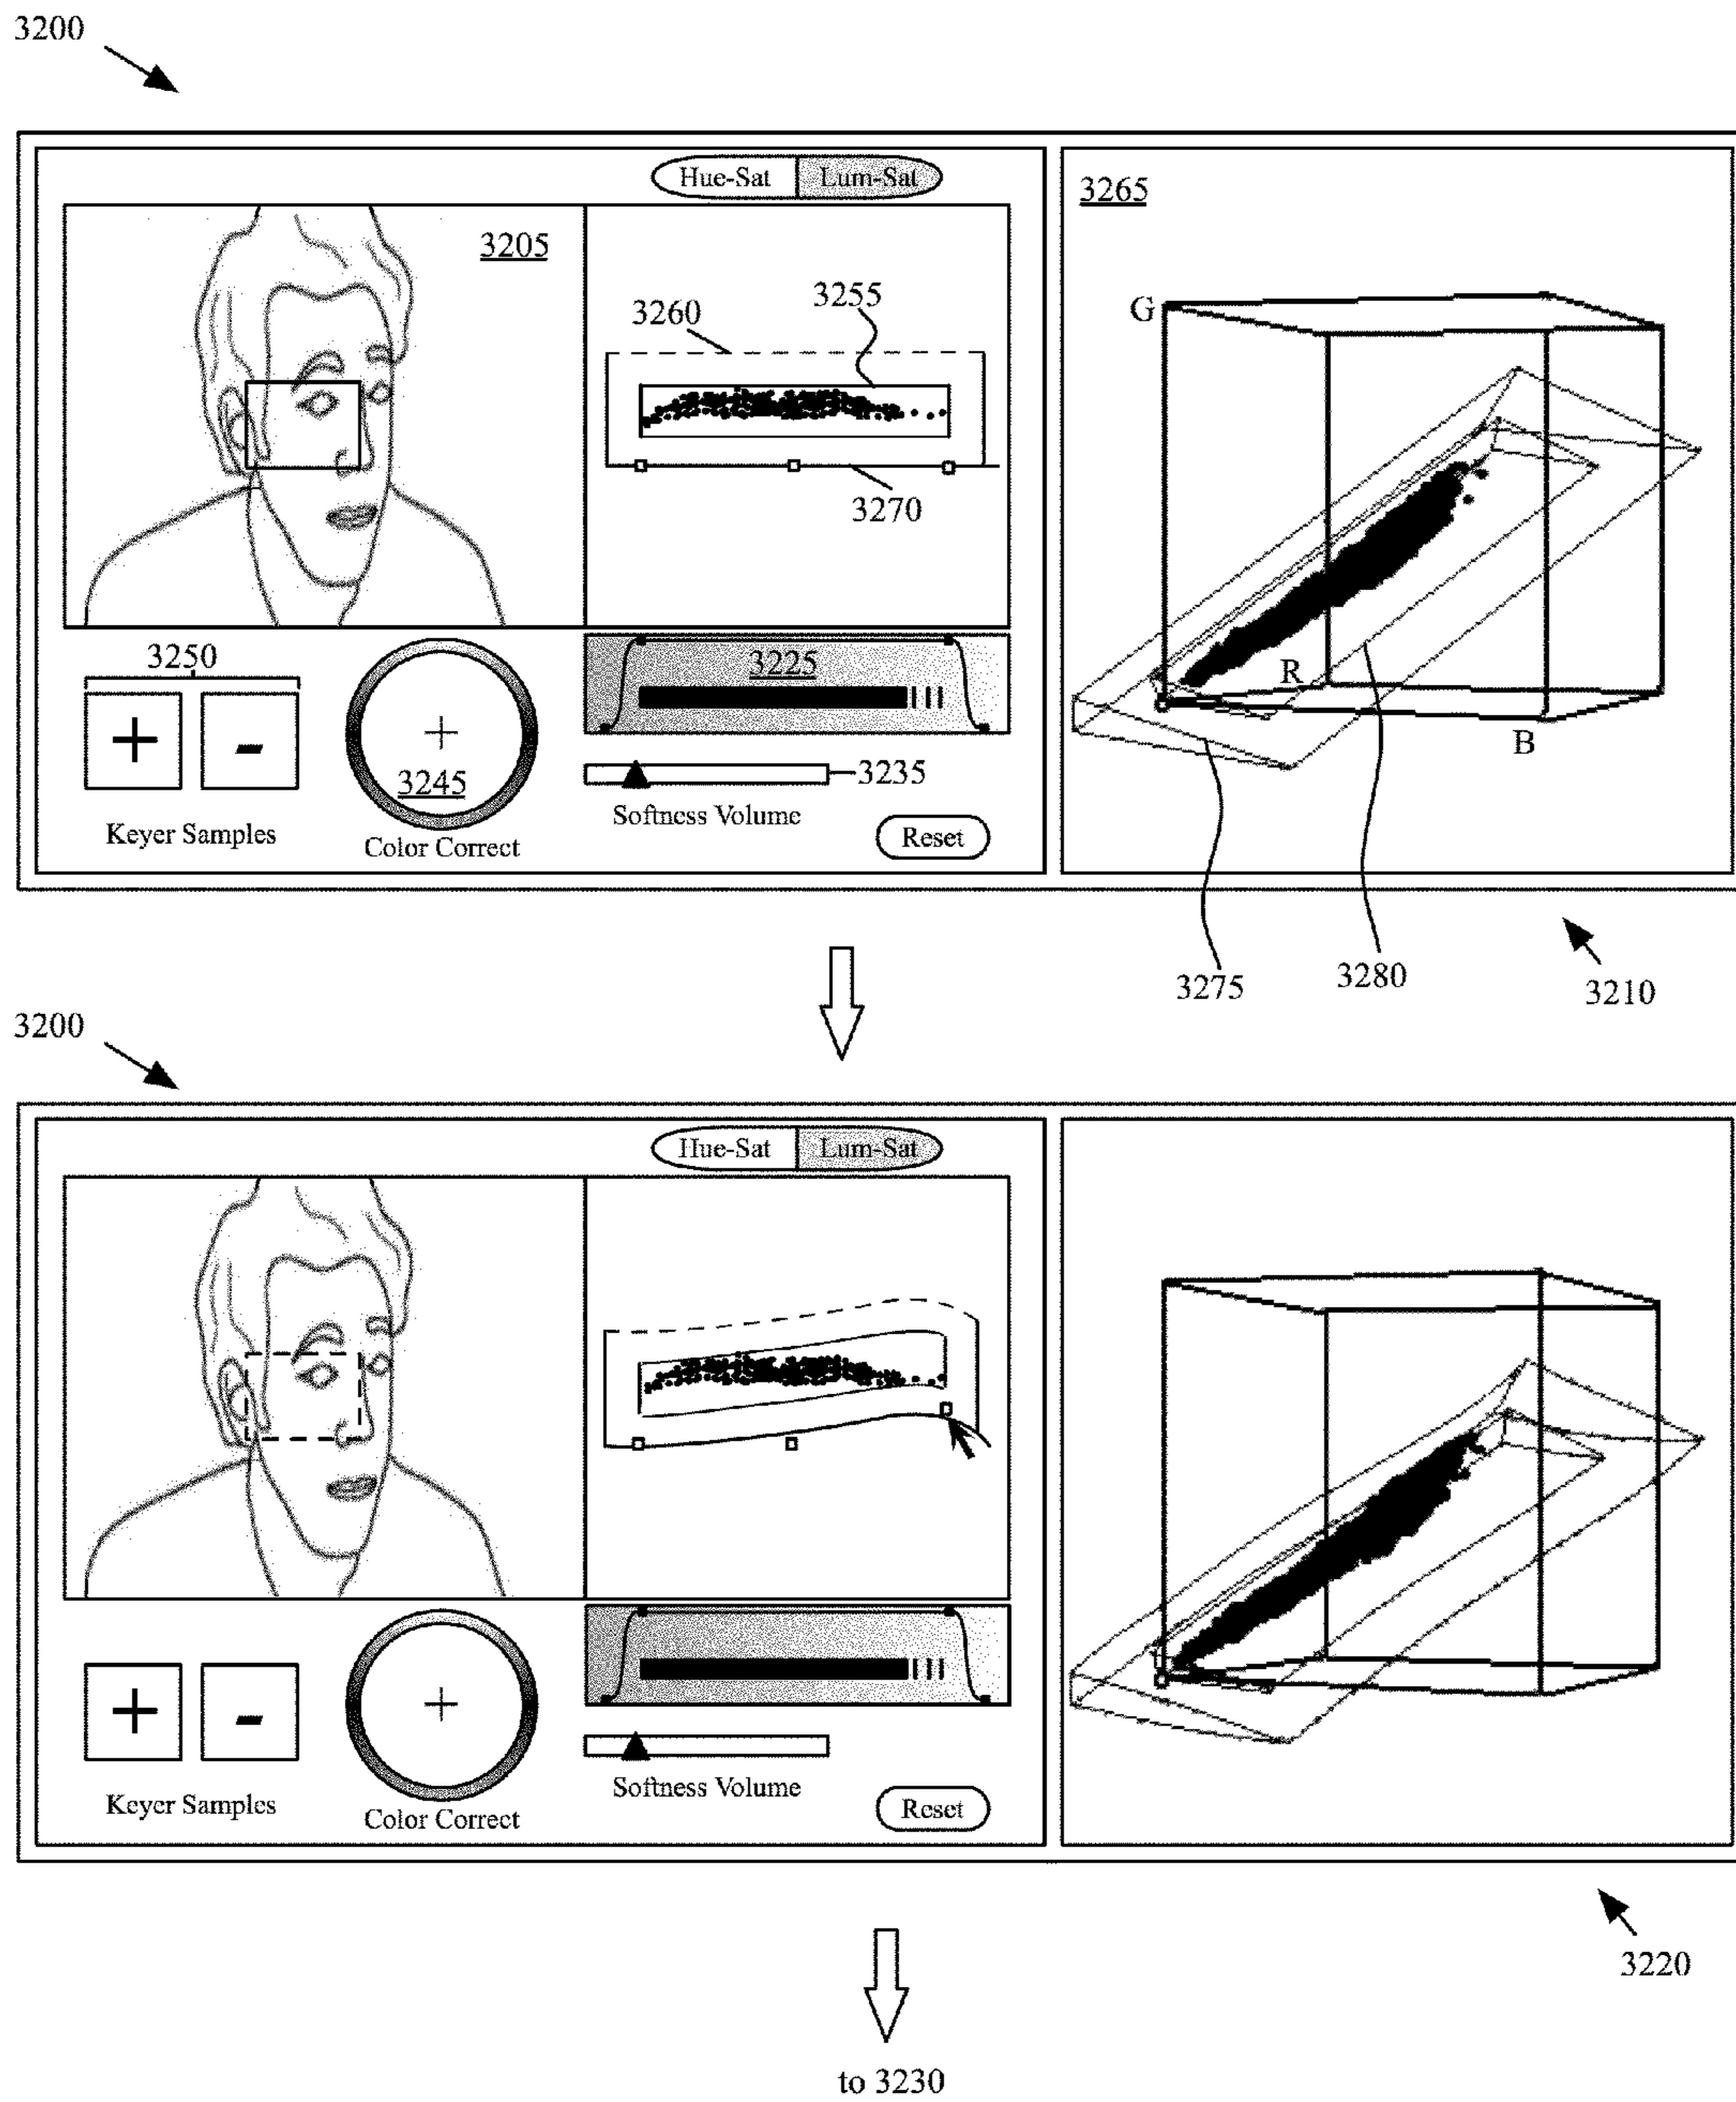 3200
Hue-Sat Lum-Sat
3265
3205
3255
3260
G
3270
3250
3225
R
B
+ -
3245
3235
Keyer Samples
Color Correct
Softness Volume
Reset
3275
3280
3210
3200
Hue-Sat Lum-Sat
+ -
Keyer Samples
Color Correct
Softness Volume
Reset
3220
to 3230